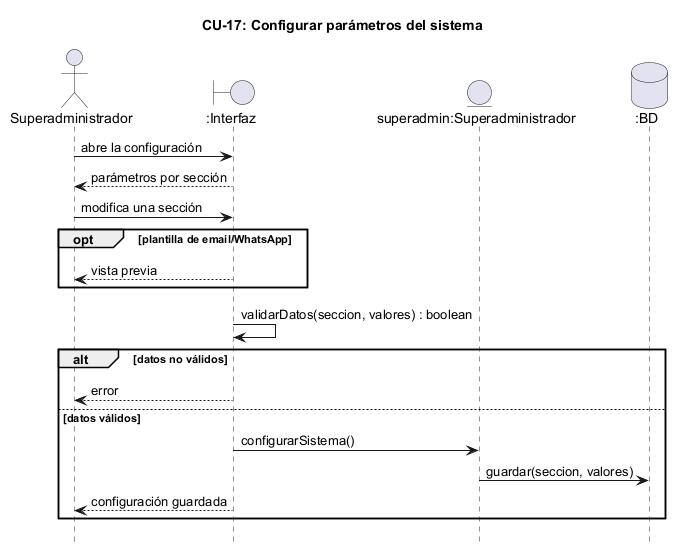 CU-17: Configurar parámetros del sistema
Superadministrador
:Interfaz
superadmin:Superadministrador
:BD
abre la configuración
parámetros por sección
modifica una sección
opt
[plantilla de email/WhatsApp]
vista previa
validarDatos(seccion, valores) : boolean
alt
[datos no válidos]
error
[datos válidos]
configurarSistema()
guardar(seccion, valores)
configuración guardada